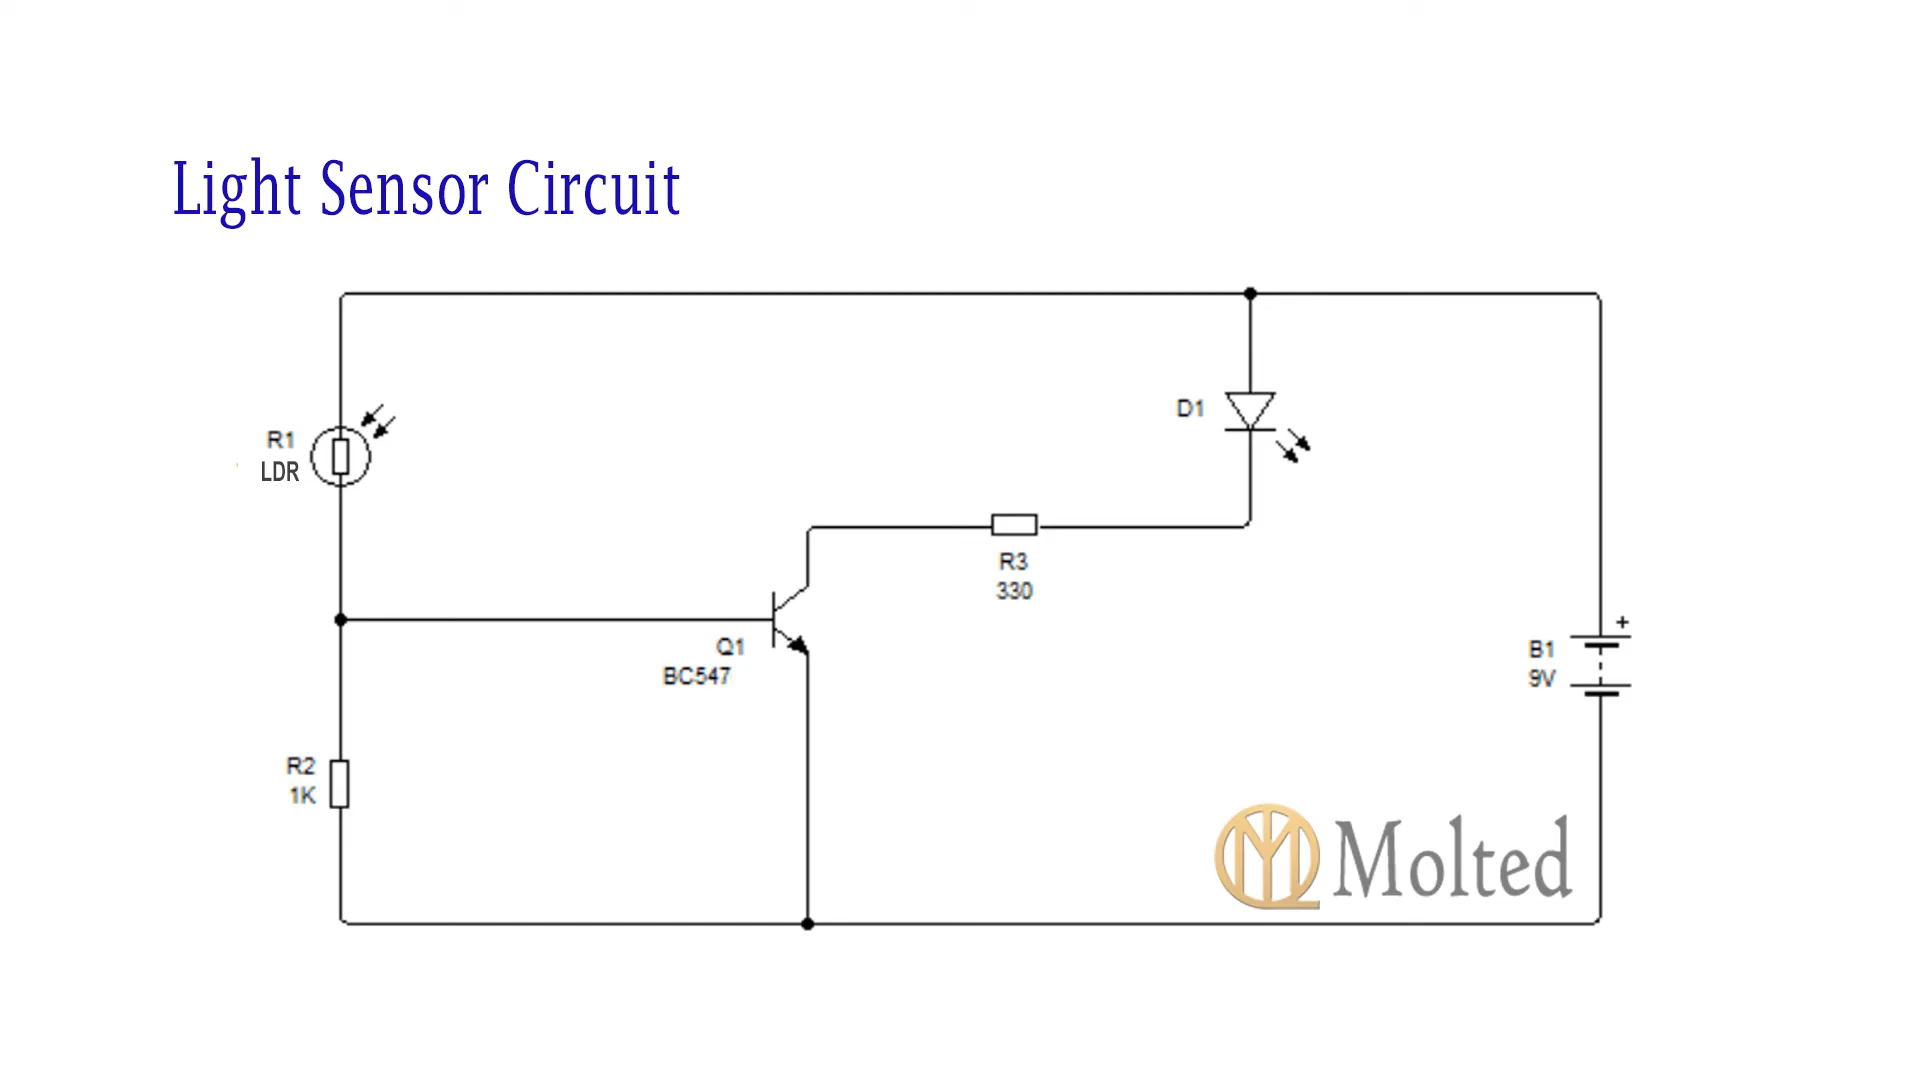 Light Sensor Circuit
R1
LDR
D1
R3
330
Q1
BC547
+
B1
9V
R2
1K
Molted